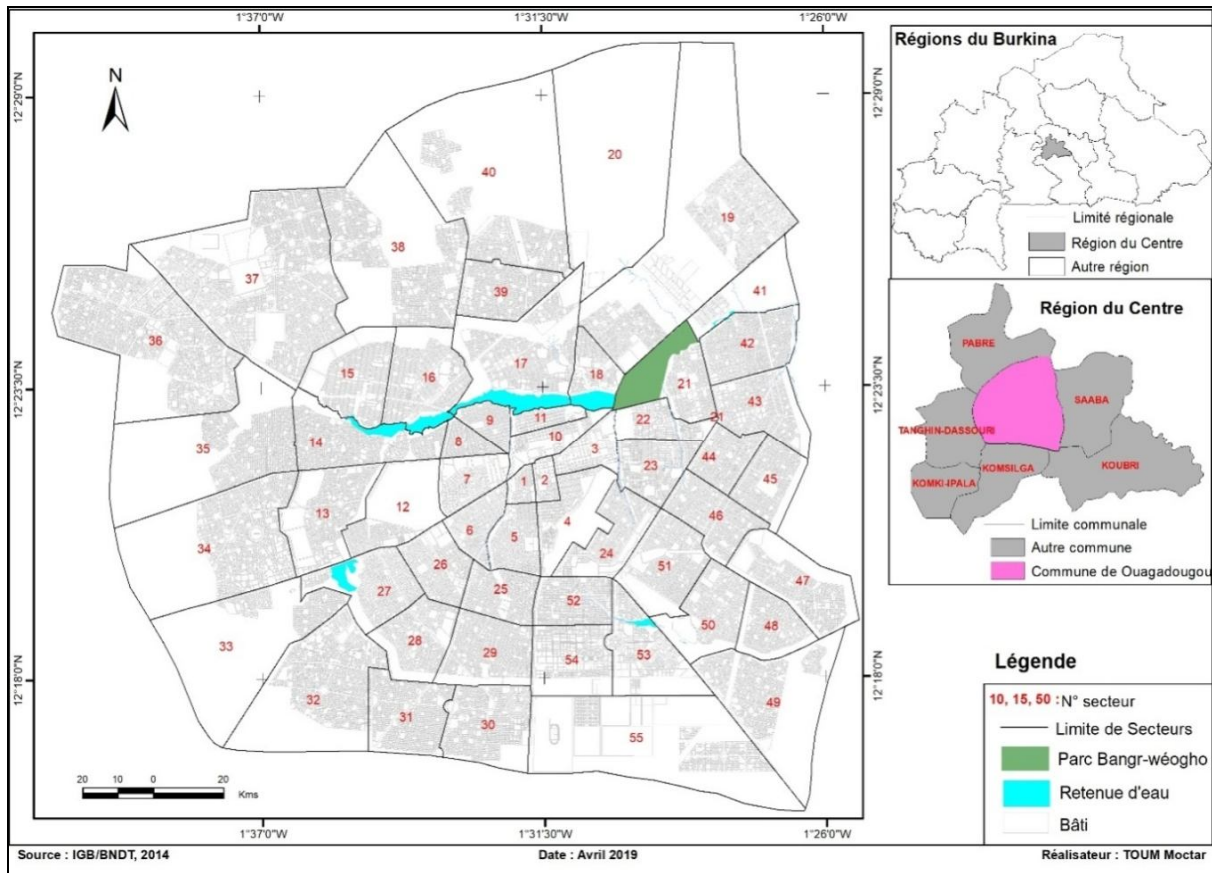 1°37'0"W
1°31'30"W
1°26'0"W
12°29'0"N
12°23'30"N
12°18'0"N
12°29'0"N
12°23'30"N
12°18'0"N
N
20
40
19
38
41
37
39
42
36
17
18
15
16
21
43
9
11
22
21
35
14
8
10
3
44
23
7
1
2
45
12
13
4
46
6
5
34
24
26
51
47
27
25
52
48
50
28
33
29
54
53
32
49
31
30
55
20 10 0 20
Kms
1°37'0"W
1°31'30"W
1°26'0"W
Régions du Burkina
Limité régionale
Région du Centre
Autre région
Région du Centre
PABRE
SAABA
TANGHIN-DASSOURI
KOMSILGA
KOUBRI
KOMKI-IPALA
Limite communale
Autre commune
Commune de Ouagadougou
Légende
10, 15, 50 : N° secteur
Limite de Secteurs
Parc Bangr-wéogho
Retenue d'eau
Bâti
Source : IGB/BNDT, 2014
Date : Avril 2019
Réalisateur : TOUM Moctar